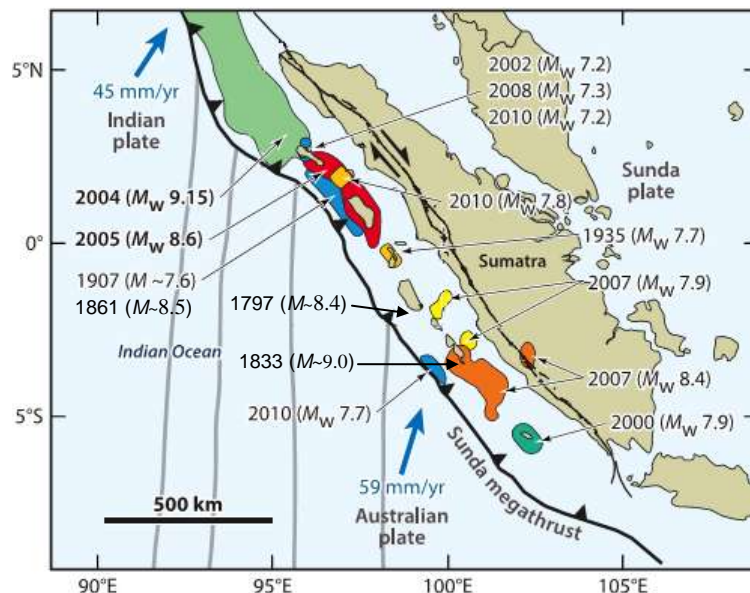 5°N
0°
5°S
90°E
95°E
100°E
105°E
45 mm/yr
Indian
plate
2002 (MW 7.2)
2008 (MW 7.3)
2010 (MW 7.2)
Sunda
plate
2004 (MW 9.15)
2010 (MW 7.8)
2005 (MW 8.6)
1935 (MW 7.7)
Sumatra
1907 (M ~7.6)
1861 (M~8.5)
1797 (M~8.4)
2007 (MW 7.9)
Indian Ocean
1833 (M~9.0)
2007 (MW 8.4)
2010 (MW 7.7)
2000 (MW 7.9)
Sunda megathrust
59 mm/yr
Australian
plate
500 km